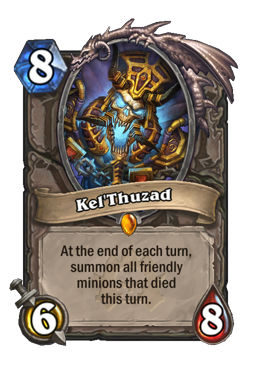 8
Kel'Thuzad
At the end of each turn,
summon all friendly
minions that died
this turn.
6
8